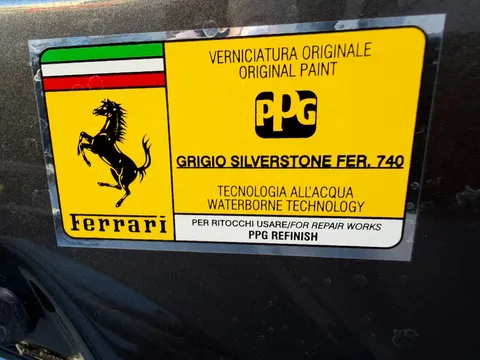 VERNICIATURA ORIGINALE
ORIGINAL PAINT
PPG
GRIGIO SILVERSTONE FER. 740
TECNOLOGIA ALL'ACQUA
WATERBORNE TECHNOLOGY
Ferrari
PER RITOCCHI USARE/FOR REPAIR WORKS
PPG REFINISH